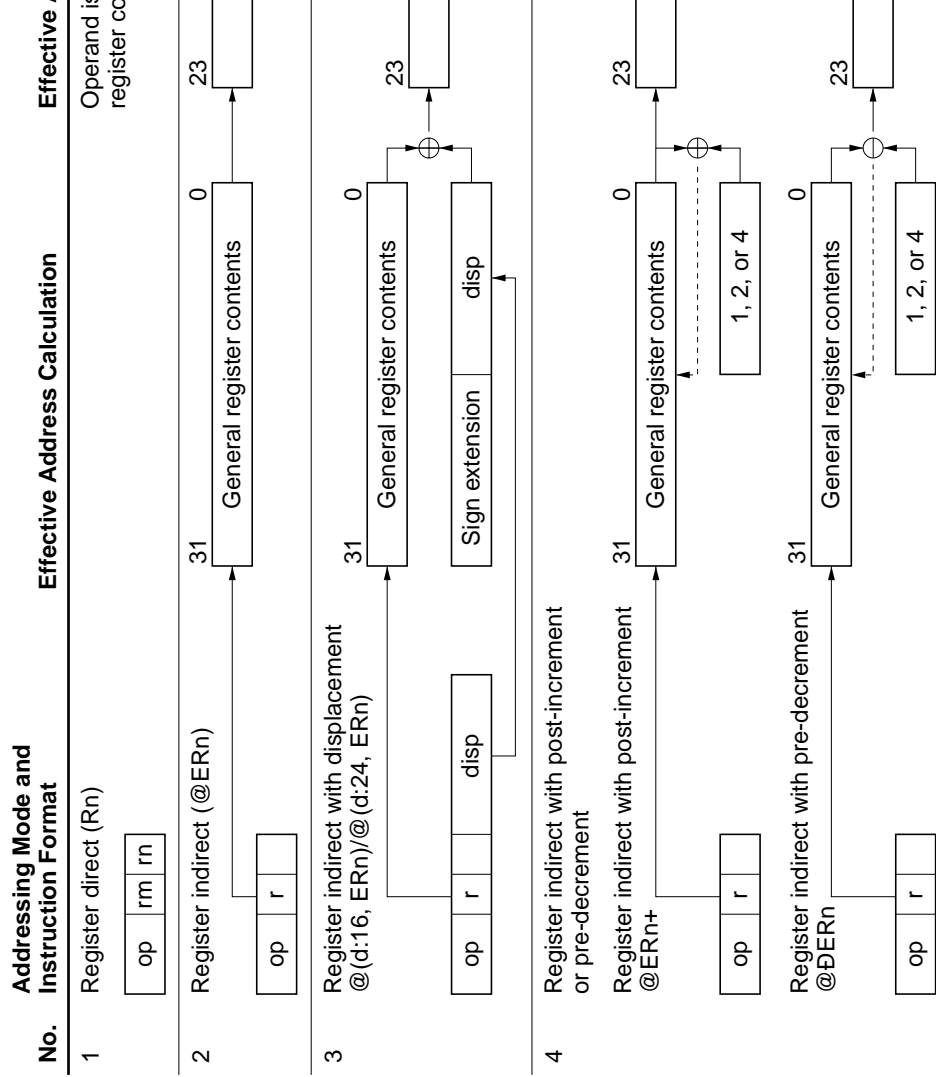 No.
Addressing Mode and
Instruction Format
Effective Address Calculation
Effective
1
Register direct (Rn)
op rm rn
Operand is
register
2
Register indirect (@ERn)
op r
31 0
General register contents
23
3
Register indirect with displacement
@(d:16, ERn)/@(d:24, ERn)
op r disp
31 0
General register contents
Sign extension disp
23
4
Register indirect with post-increment
or pre-decrement
Register indirect with post-increment
@ERn+
op r
31 0
General register contents
1, 2, or 4
23
Register indirect with pre-decrement
@ÐERn
op r
31 0
General register contents
1, 2, or 4
23